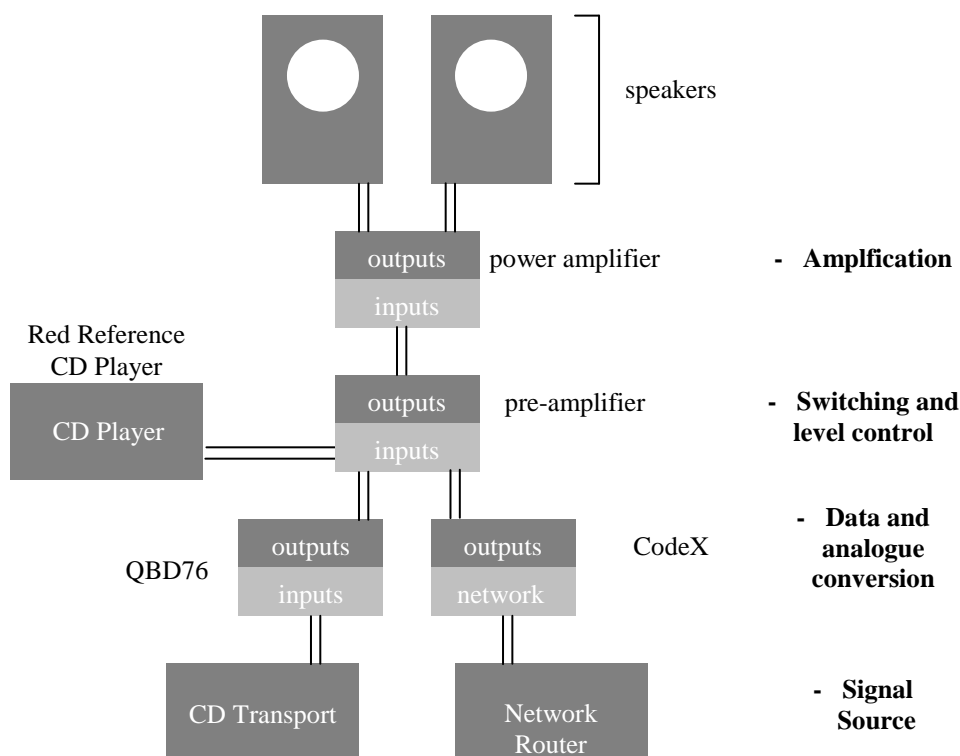 speakers
outputs
power amplifier
- Amplfication
inputs
Red Reference
CD Player
CD Player
outputs
pre-amplifier
- Switching and
level control
inputs
QBD76
outputs
inputs
outputs
network
CodeX
- Data and
analogue
conversion
CD Transport
Network
Router
- Signal
Source